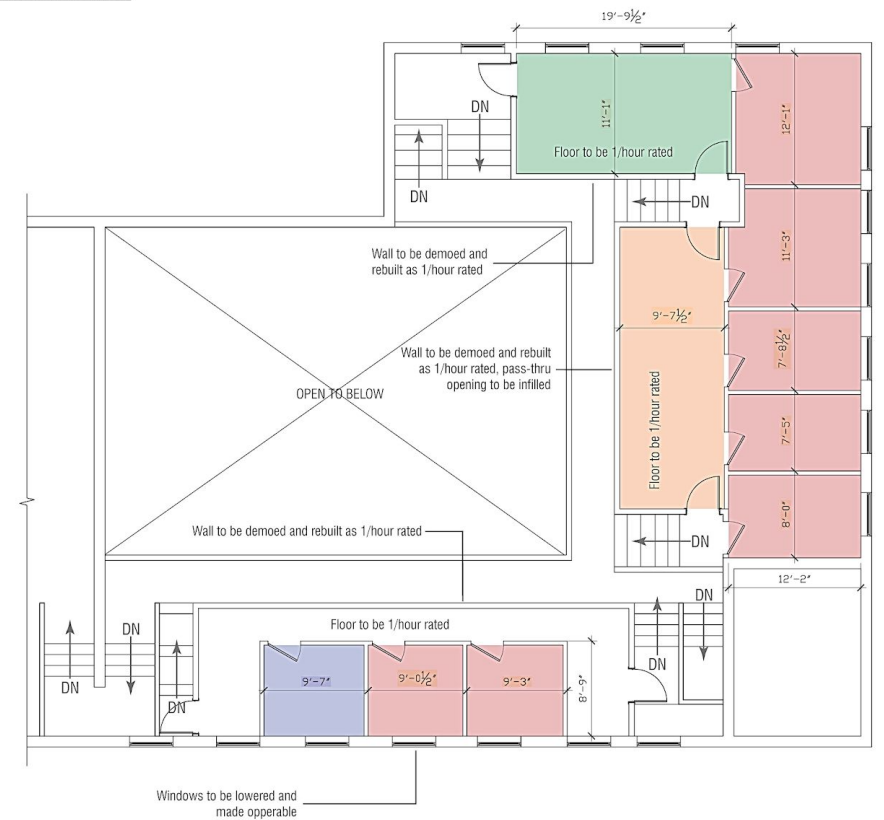 19'-9½"
DN
11'-1"
12'-1"
Floor to be 1/hour rated
DN
DN
11'-3"
Wall to be demoed and
rebuilt as 1/hour rated
9'-7½"
7'-8½"
Wall to be demoed and rebuilt
as 1/hour rated, pass-thru
opening to be infilled
OPEN TO BELOW
Floor to be 1/hour rated
7'-5"
8'-0"
Wall to be demoed and rebuilt as 1/hour rated
DN
12'-2"
DN
Floor to be 1/hour rated
DN
DN
DN
DN
9'-7"
9'-0½"
9'-3"
8'-9"
Windows to be lowered and
made opperable